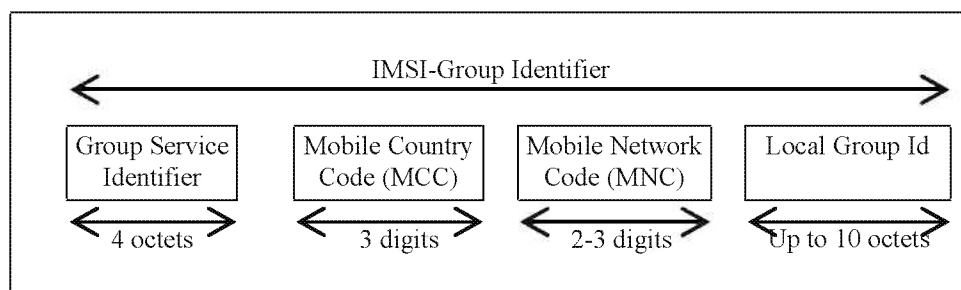 IMSI-Group Identifier
Group Service
Identifier
Mobile Country
Code (MCC)
Mobile Network
Code (MNC)
Local Group Id
4 octets
3 digits
2-3 digits
Up to 10 octets